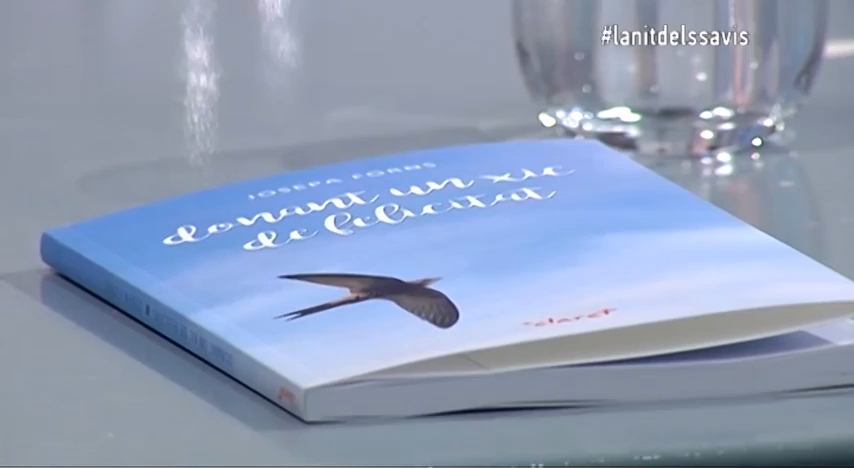 #lanitdelssavis
JOSEPA FORNS
donant un xic
de felicitat
claret